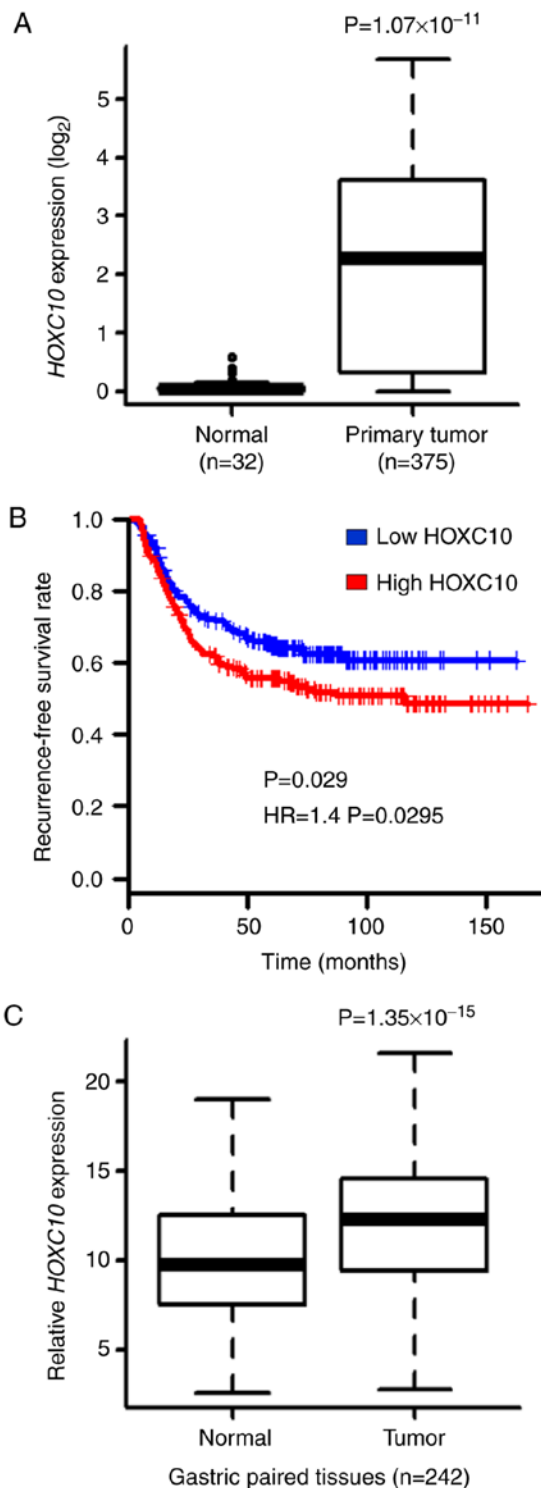 A
P=1.07×10⁻¹¹
HOXC10 expression (log₂)
5
4
3
2
1
0
Normal
(n=32)
Primary tumor
(n=375)
B
Recurrence-free survival rate
1.0
0.8
0.6
0.4
0.2
0.0
Low HOXC10
High HOXC10
P=0.029
HR=1.4 P=0.0295
0
50
100
150
Time (months)
C
P=1.35×10⁻¹⁵
Relative HOXC10 expression
20
15
10
5
Normal
Tumor
Gastric paired tissues (n=242)